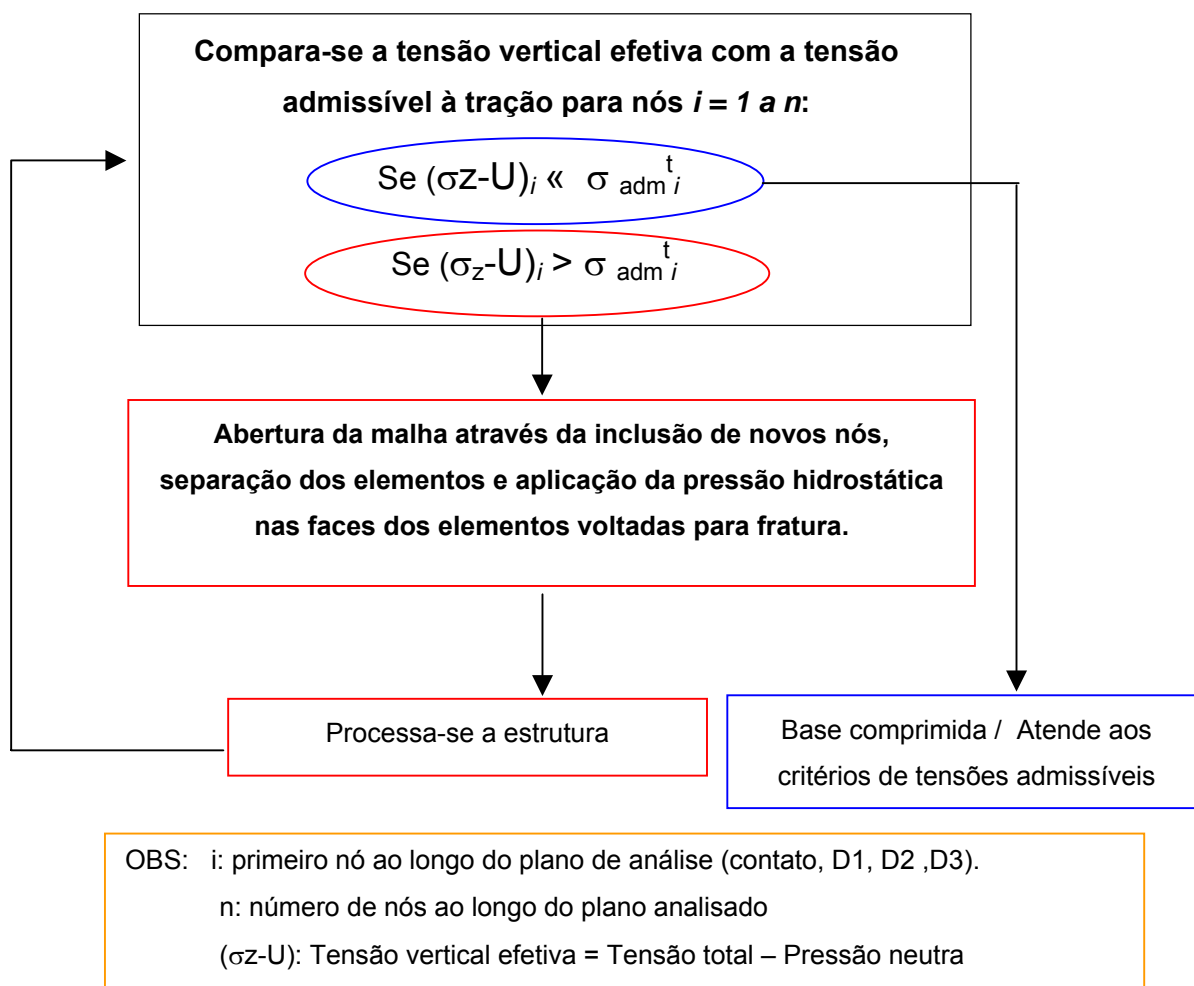 Compara-se a tensão vertical efetiva com a tensão
admissível à tração para nós i = 1 a n:
Se (σz-U)i « σ adm t i
Se (σz-U)i > σ adm t i
Abertura da malha através da inclusão de novos nós,
separação dos elementos e aplicação da pressão hidrostática
nas faces dos elementos voltadas para fratura.
Processa-se a estrutura
Base comprimida / Atende aos
critérios de tensões admissíveis
OBS: i: primeiro nó ao longo do plano de análise (contato, D1, D2 ,D3).
n: número de nós ao longo do plano analisado
(σz-U): Tensão vertical efetiva = Tensão total – Pressão neutra